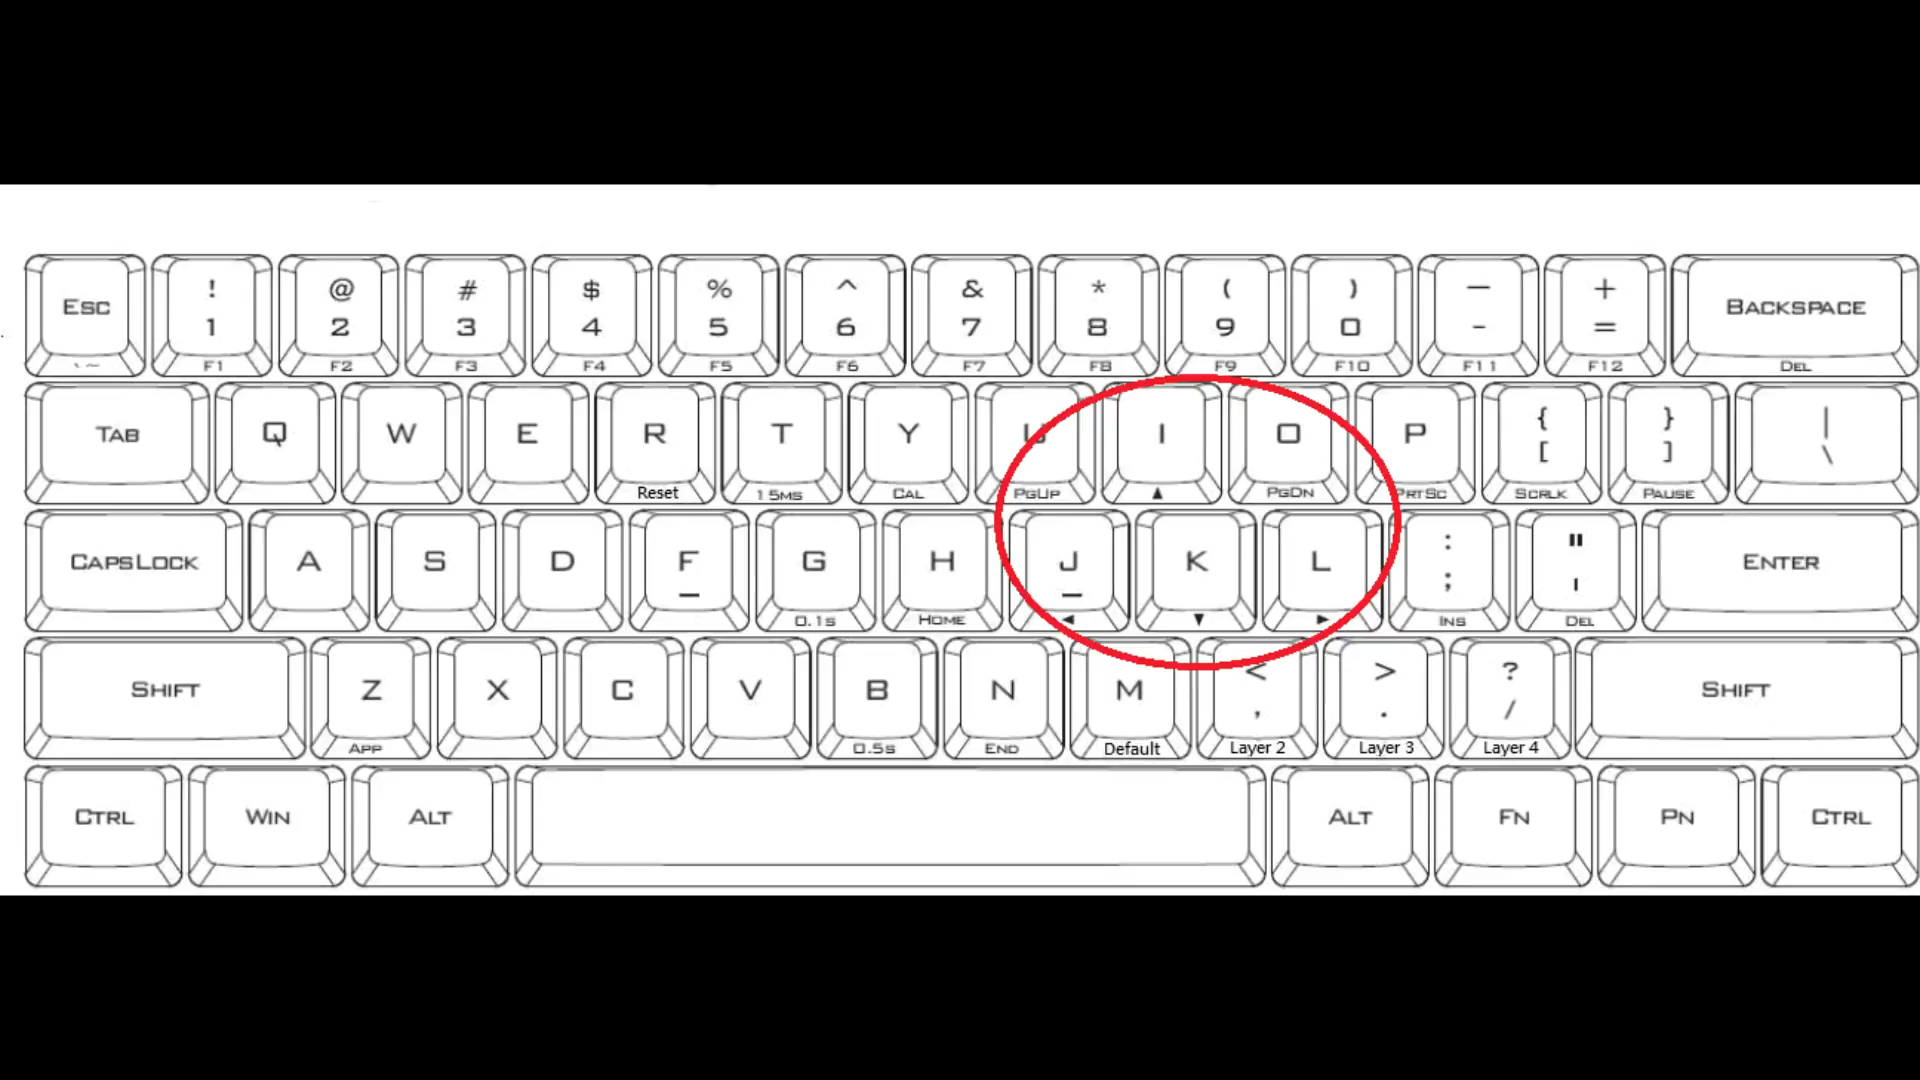 Esc ! 1 @ 2 # 3 $ 4 % 5 ^ 6 & 7 * 8 ( 9 ) 0 — - + = BACKSPACE
` ~ F1 F2 F3 F4 F5 F6 F7 F8 F9 F10 F11 F12 DEL
TAB Q W E R T Y U I O P { [ } ] | \
Reset 15MS CAL PGUP ▲ PGDN PRTSC SCRLK PAUSE
CAPSLOCK A S D F G H J K L : ; " ' ENTER
0.1S HOME ◄ ▼ ► INS DEL
SHIFT Z X C V B N M < , > . ? / SHIFT
APP 0.5S END Default Layer 2 Layer 3 Layer 4
CTRL WIN ALT ALT FN PN CTRL